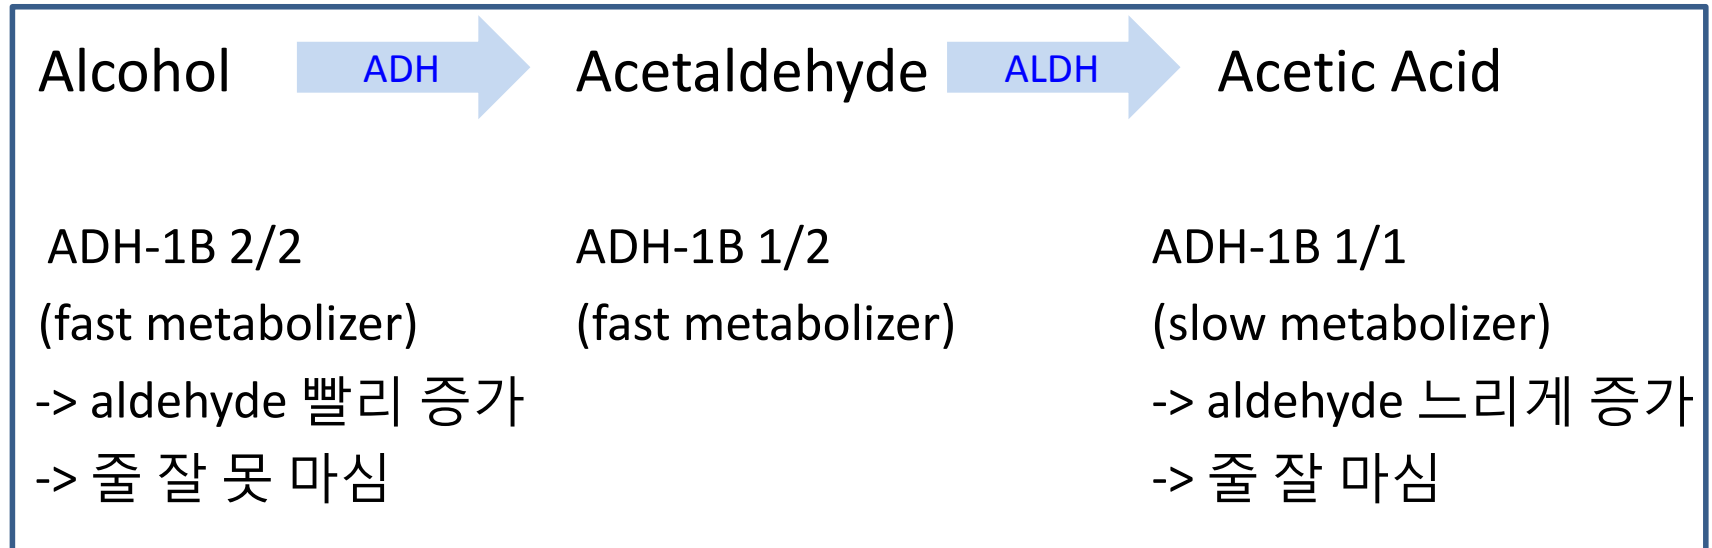 Alcohol ADH Acetaldehyde ALDH Acetic Acid
ADH-1B 2/2 ADH-1B 1/2 ADH-1B 1/1
(fast metabolizer) (fast metabolizer) (slow metabolizer)
-> aldehyde 빨리 증가 -> aldehyde 느리게 증가
-> 줄 잘 못 마심 -> 줄 잘 마심